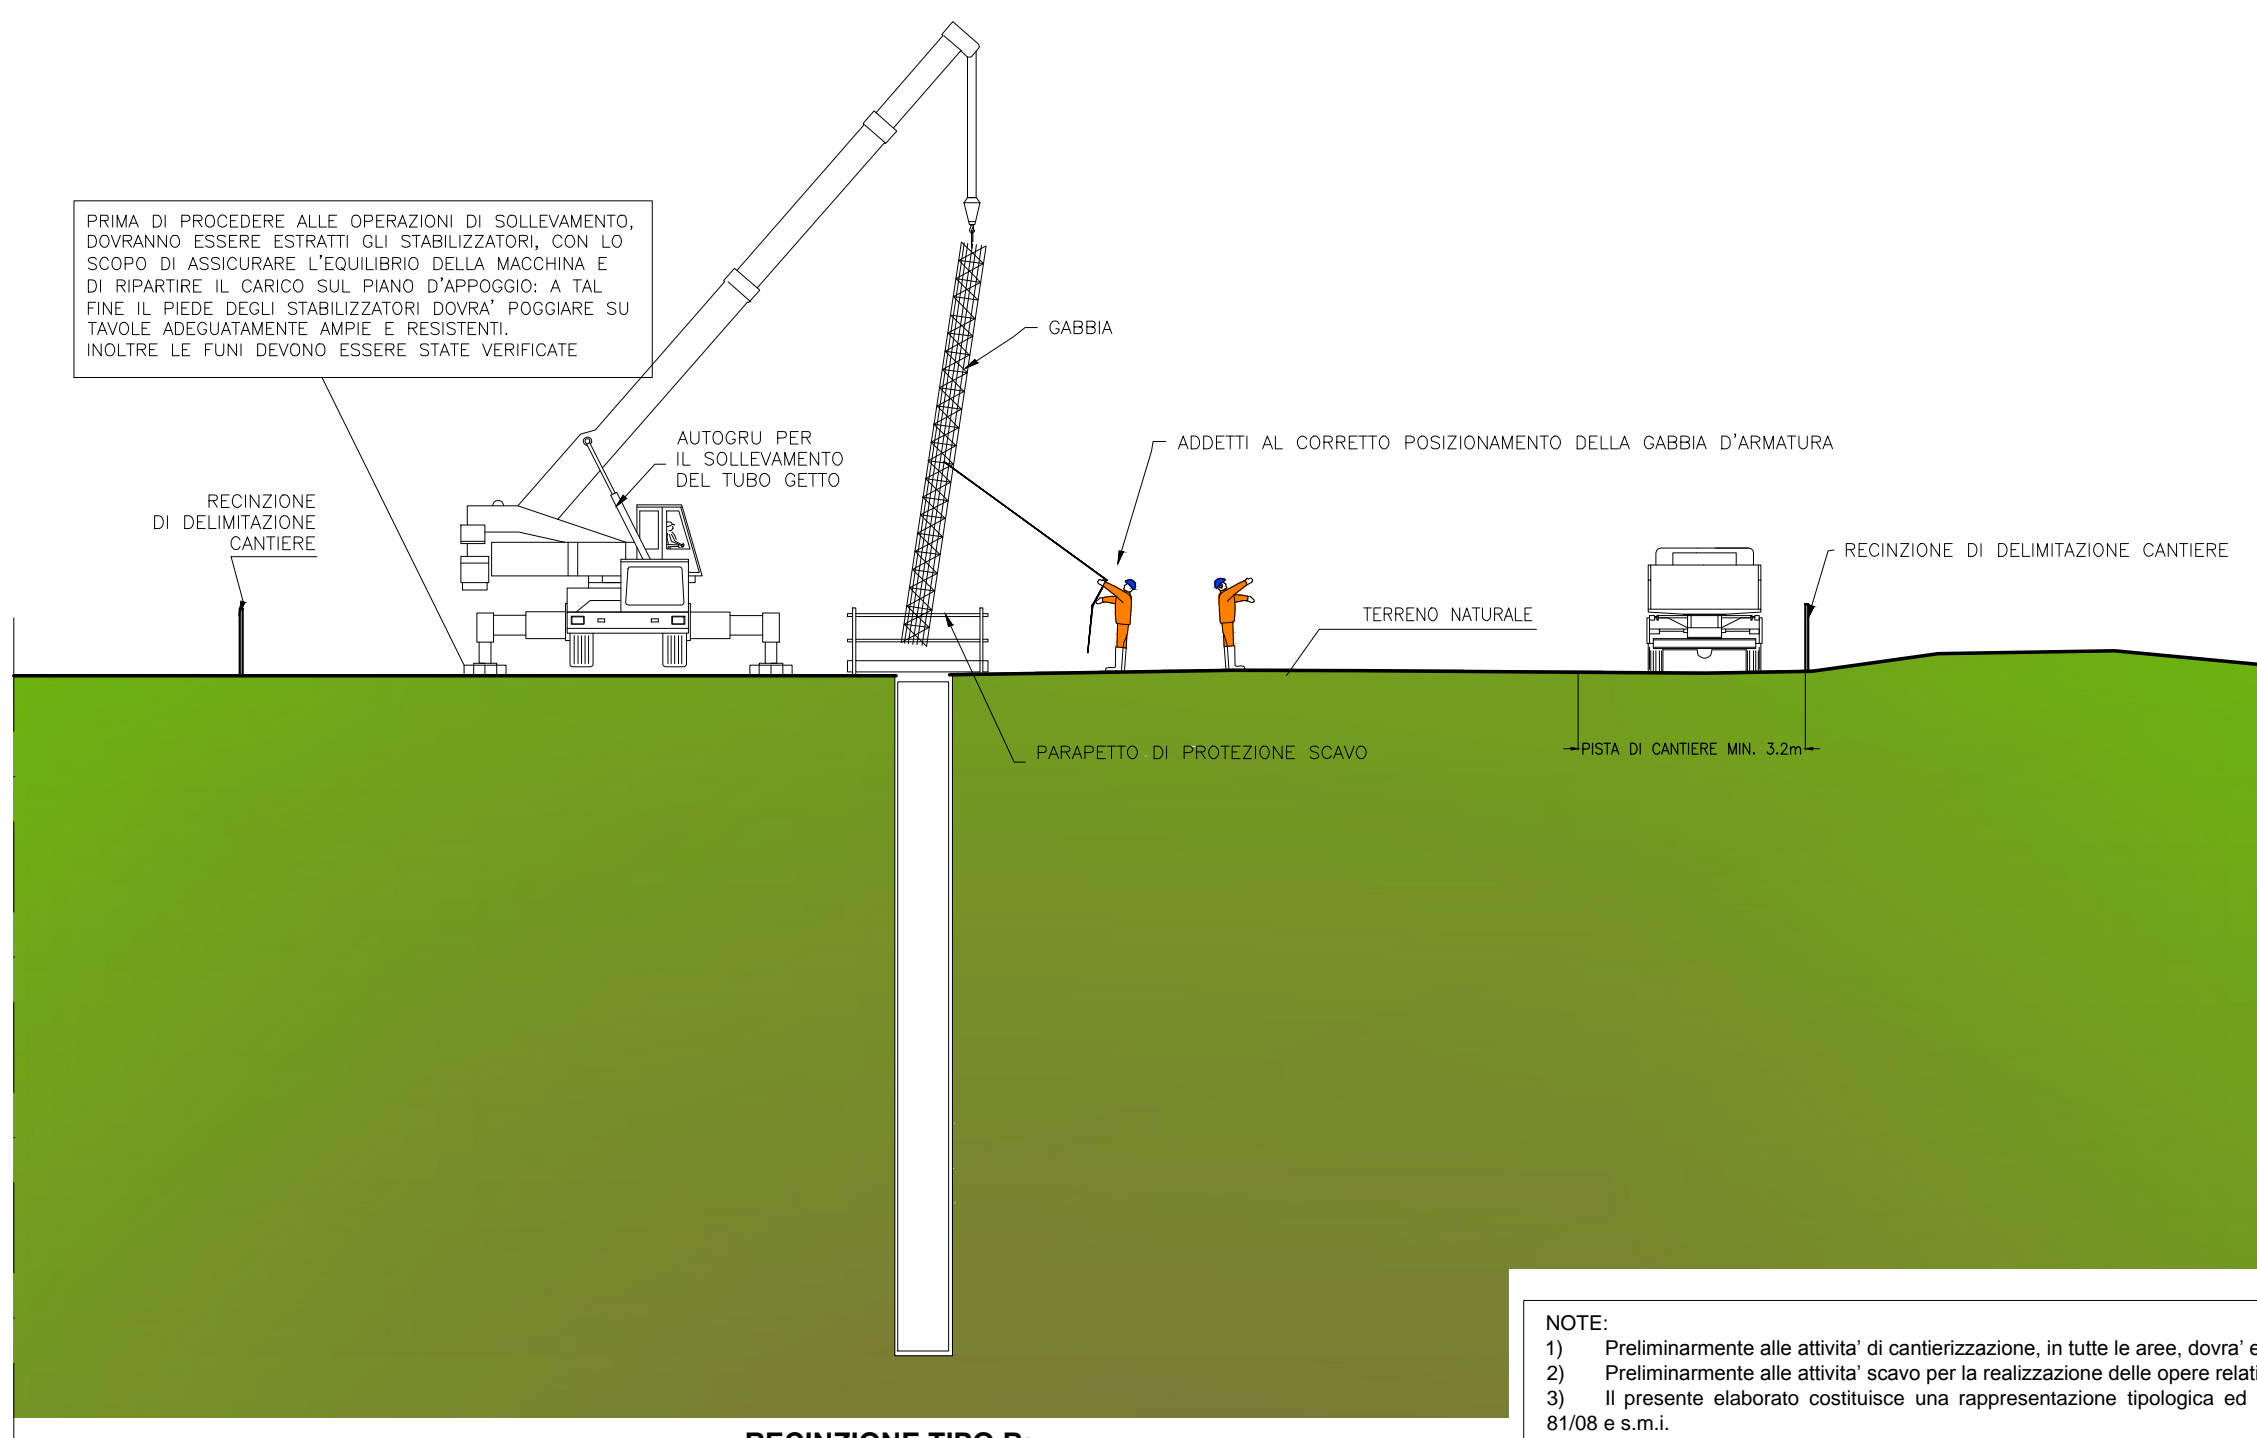 PRIMA DI PROCEDERE ALLE OPERAZIONI DI SOLLEVAMENTO,
DOVRANNO ESSERE ESTRATTI GLI STABILIZZATORI, CON LO
SCOPO DI ASSICURARE L'EQUILIBRIO DELLA MACCHINA E
DI RIPARTIRE IL CARICO SUL PIANO D'APPOGGIO: A TAL
FINE IL PIEDE DEGLI STABILIZZATORI DOVRA' POGGIARE SU
TAVOLE ADEGUATAMENTE AMPIE E RESISTENTI.
INOLTRE LE FUNI DEVONO ESSERE STATE VERIFICATE
GABBIA
AUTOGRU PER
IL SOLLEVAMENTO
DEL TUBO GETTO
ADDETTI AL CORRETTO POSIZIONAMENTO DELLA GABBIA D'ARMATURA
RECINZIONE
DI DELIMITAZIONE
CANTIERE
RECINZIONE DI DELIMITAZIONE CANTIERE
TERRENO NATURALE
PARAPETTO DI PROTEZIONE SCAVO
PISTA DI CANTIERE MIN. 3.2m
NOTE:
1) Preliminarmente alle attivita' di cantierizzazione, in tutte le aree, dovra' e
2) Preliminarmente alle attivita' scavo per la realizzazione delle opere relati
3) Il presente elaborato costituisce una rappresentazione tipologica ed
81/08 e s.m.i.
RECINZIONE TIPO